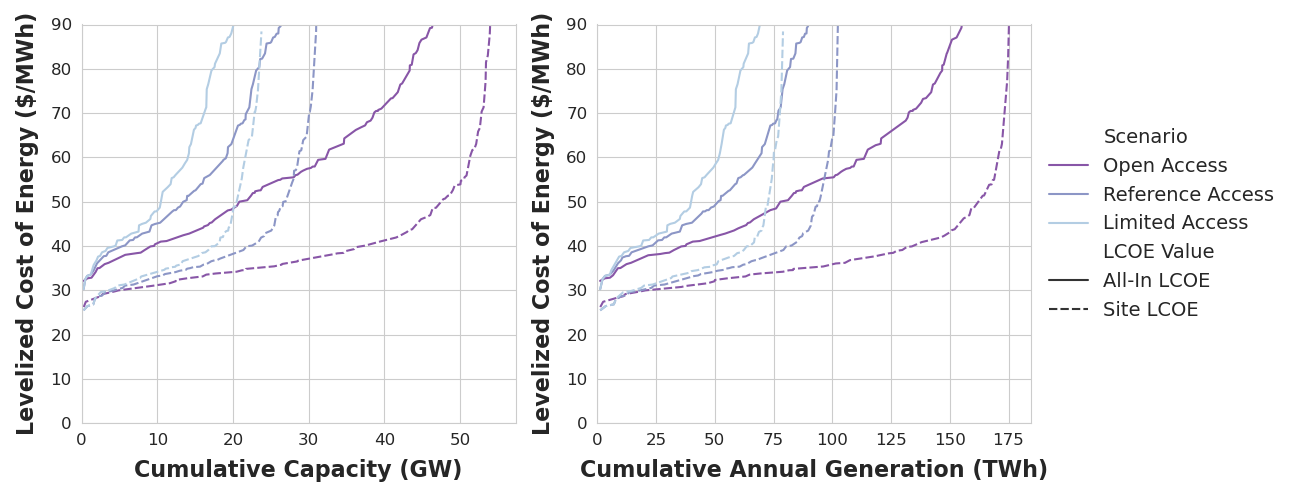 Levelized Cost of Energy ($/MWh)
90
80
70
60
50
40
30
20
10
0
0 10 20 30 40 50
Cumulative Capacity (GW)
Levelized Cost of Energy ($/MWh)
90
80
70
60
50
40
30
20
10
0
0 25 50 75 100 125 150 175
Cumulative Annual Generation (TWh)
Scenario
Open Access
Reference Access
Limited Access
LCOE Value
All-In LCOE
Site LCOE